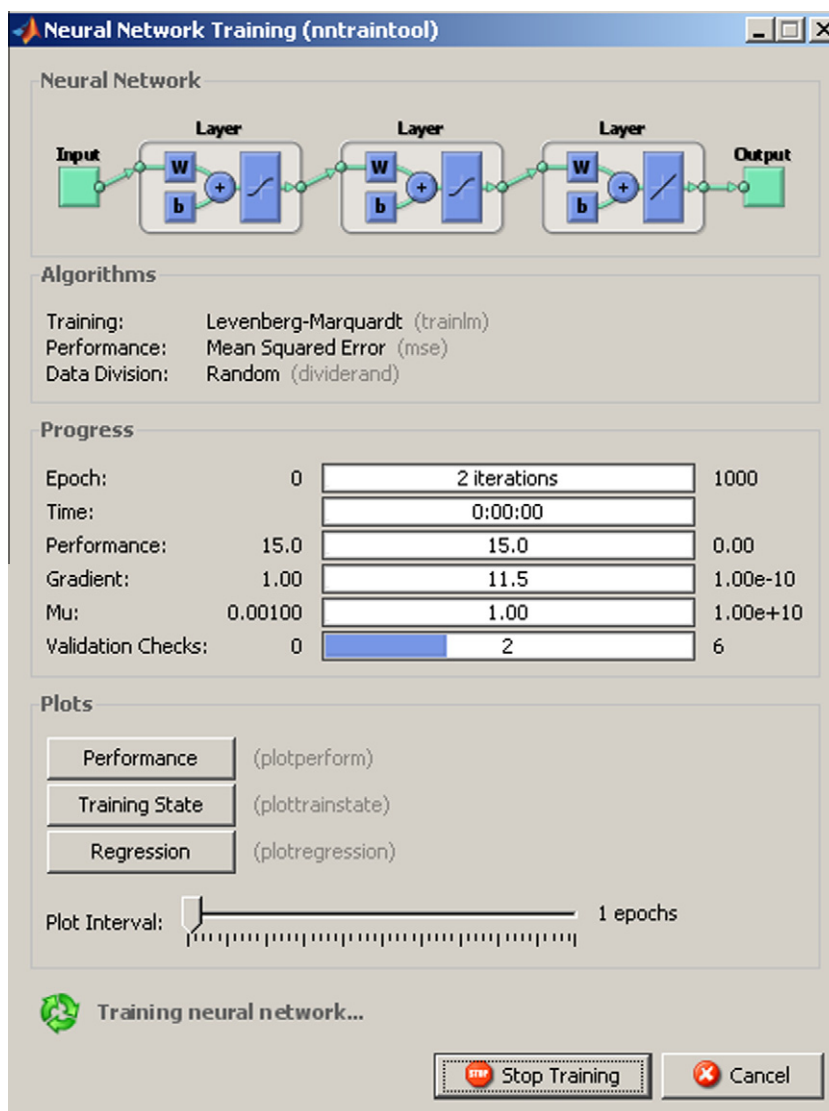 Neural Network Training (nntraintool)
Neural Network
Layer Layer Layer
Input Output
W W W
+ + +
b b b
Algorithms
Training: Levenberg-Marquardt (trainlm)
Performance: Mean Squared Error (mse)
Data Division: Random (dividerand)
Progress
Epoch: 0 2 iterations 1000
Time: 0:00:00
Performance: 15.0 15.0 0.00
Gradient: 1.00 11.5 1.00e-10
Mu: 0.00100 1.00 1.00e+10
Validation Checks: 0 2 6
Plots
Performance (plotperform)
Training State (plottrainstate)
Regression (plotregression)
Plot Interval: 1 epochs
Training neural network...
STOP Stop Training Cancel